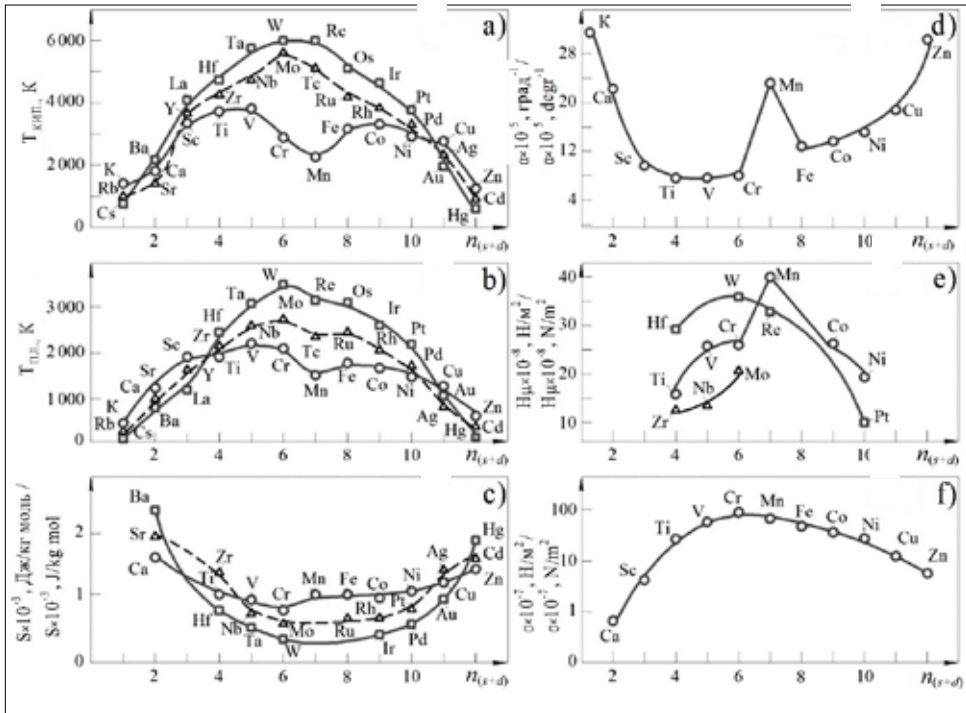 a)
T кип., K
6 000
4000
2000
0
2 4 6 8 10 n(s+d)
K
Rb
Cs
Ba
Ca
Sr
La
Y
Sc
Hf
Zr
Ti
Ta
Nb
V
W
Mo
Cr
Re
Tc
Mn
Os
Ru
Fe
Ir
Rh
Co
Pt
Pd
Ni
Cu
Ag
Au
Zn
Cd
Hg
b)
T пл., K
3 000
2000
1 000
0
2 4 6 8 10 n(s+d)
K
Rb
Cs
Ca
Sr
Ba
Sc
Y
La
Hf
Zr
Ti
Ta
Nb
V
W
Mo
Cr
Re
Tc
Mn
Os
Ru
Fe
Ir
Rh
Co
Pt
Pd
Ni
Cu
Au
Ag
Zn
Cd
Hg
c)
S×10⁻³, Дж/кг моль /
S×10⁻³, J/kg mol
2
1
0
2 4 6 8 10 n(s+d)
Ba
Sr
Ca
Zr
Ti
Hf
V
Nb
Ta
Cr
Mo
W
Mn
Fe
Ru
Co
Rh
Ir
Ni
Pt
Pd
Ag
Cu
Au
Hg
Cd
Zn
d)
α×10⁵, град⁻¹/
α×10⁵, degr⁻¹
28
20
12
4
2 4 6 8 10 n(s+d)
K
Ca
Sc
Ti
V
Cr
Mn
Fe
Co
Ni
Cu
Zn
e)
Hμ×10⁻⁸, Н/м²/
Hμ×10⁻⁸, N/m²
40
30
20
10
2 4 6 8 10 n(s+d)
Hf
W
Mn
Re
Cr
V
Ti
Nb
Mo
Zr
Co
Ni
Pt
f)
σ×10⁻⁷, Н/м²/
σ×10⁻⁷, N/m²
100
10
1
0
2 4 6 8 10 n(s+d)
Ca
Sc
Ti
V
Cr
Mn
Fe
Co
Ni
Cu
Zn